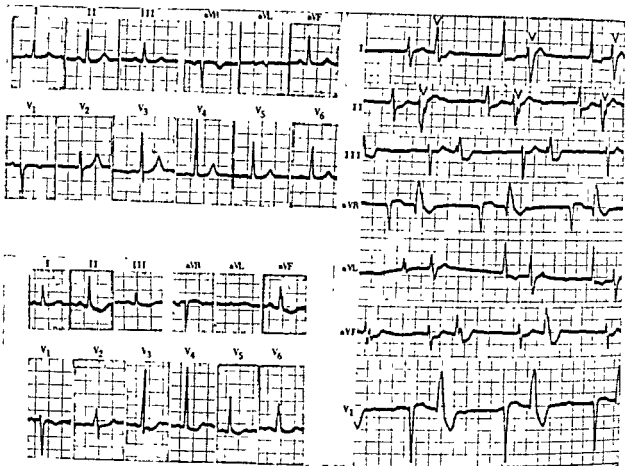 I II III aVR aVL aVF
V1 V2 V3 V4 V5 V6
I II III aVR aVL aVF
V1 V2 V3 V4 V5 V6
I
II
III
aVR
aVL
aVF
V1